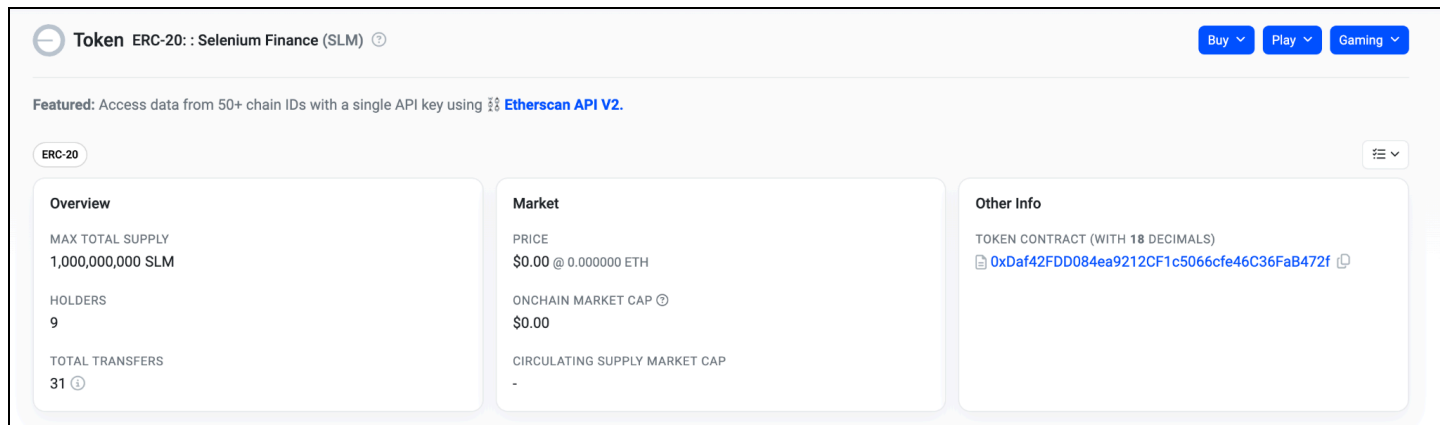 Token ERC-20: : Selenium Finance (SLM)
Buy Play Gaming
Featured: Access data from 50+ chain IDs with a single API key using Etherscan API V2.
ERC-20
Overview
MAX TOTAL SUPPLY
1,000,000,000 SLM
HOLDERS
9
TOTAL TRANSFERS
31
Market
PRICE
$0.00 @ 0.000000 ETH
ONCHAIN MARKET CAP
$0.00
CIRCULATING SUPPLY MARKET CAP
-
Other Info
TOKEN CONTRACT (WITH 18 DECIMALS)
0xDaf42FDD084ea9212CF1c5066cfe46C36FaB472f